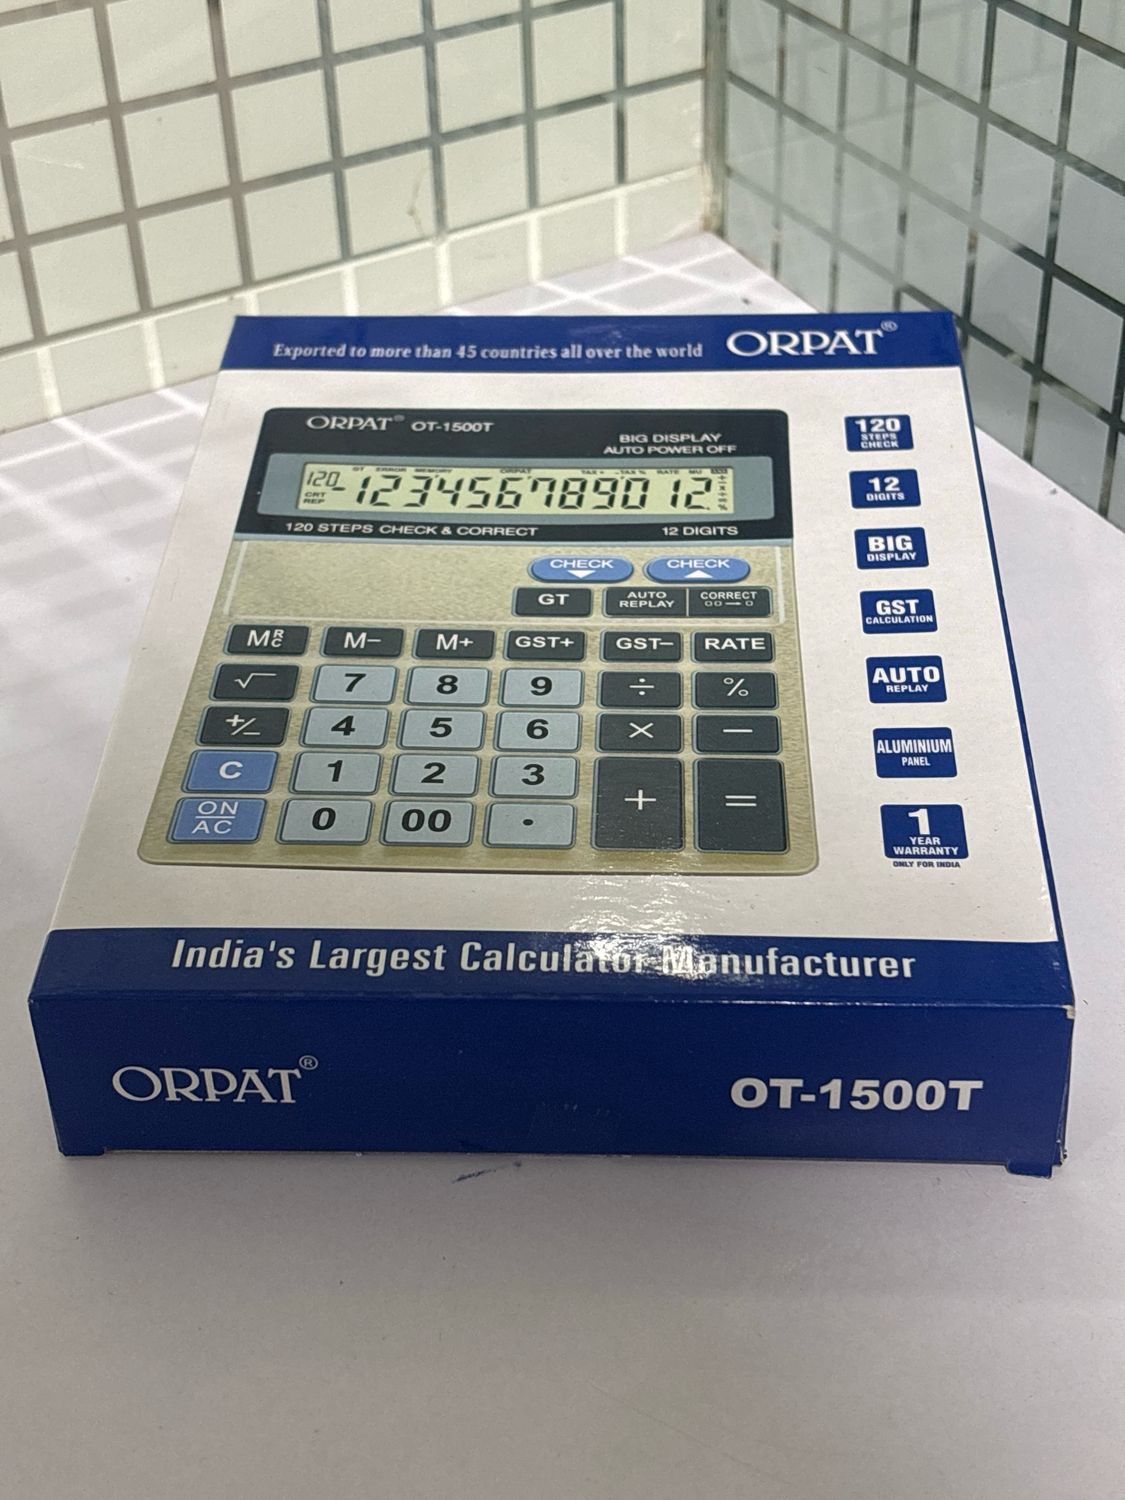 Exported to more than 45 countries all over the world ORPAT®
ORPAT® OT-1500T
BIG DISPLAY
AUTO POWER OFF
GT ERROR MEMORY ORPAT TAX+ -TAX% RATE MU
120 -123456789012.
CRT
REP
120 STEPS CHECK & CORRECT 12 DIGITS
CHECK CHECK
GT AUTO REPLAY CORRECT 00→0
MRC M− M+ GST+ GST− RATE
√ 7 8 9 ÷ %
+/− 4 5 6 × −
C 1 2 3 + =
ON/AC 0 00 .
120
STEPS
CHECK
12
DIGITS
BIG
DISPLAY
GST
CALCULATION
AUTO
REPLAY
ALUMINIUM
PANEL
1
YEAR
WARRANTY
ONLY FOR INDIA
India's Largest Calculator Manufacturer
ORPAT® OT-1500T